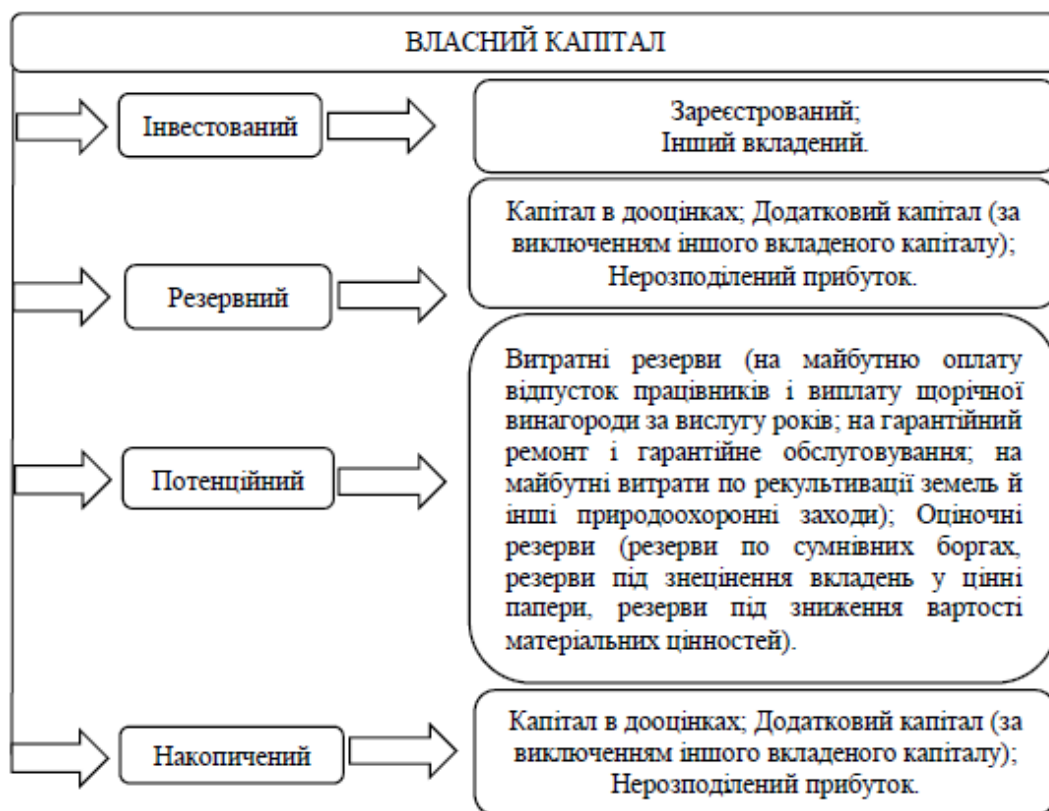 ВЛАСНИЙ КАПІТАЛ
Інвестований
Зареєстрований;
Інший вкладений.
Резервний
Капітал в дооцінках; Додатковий капітал (за
виключенням іншого вкладеного капіталу);
Нерозподілений прибуток.
Потенційний
Витратні резерви (на майбутню оплату
відпусток працівників і виплату щорічної
винагороди за вислугу років; на гарантійний
ремонт і гарантійне обслуговування; на
майбутні витрати по рекультивації земель й
інші природоохоронні заходи); Оціночні
резерви (резерви по сумнівних боргах,
резерви під знецінення вкладень у цінні
папери, резерви під зниження вартості
матеріальних цінностей).
Накопичений
Капітал в дооцінках; Додатковий капітал (за
виключенням іншого вкладеного капіталу);
Нерозподілений прибуток.